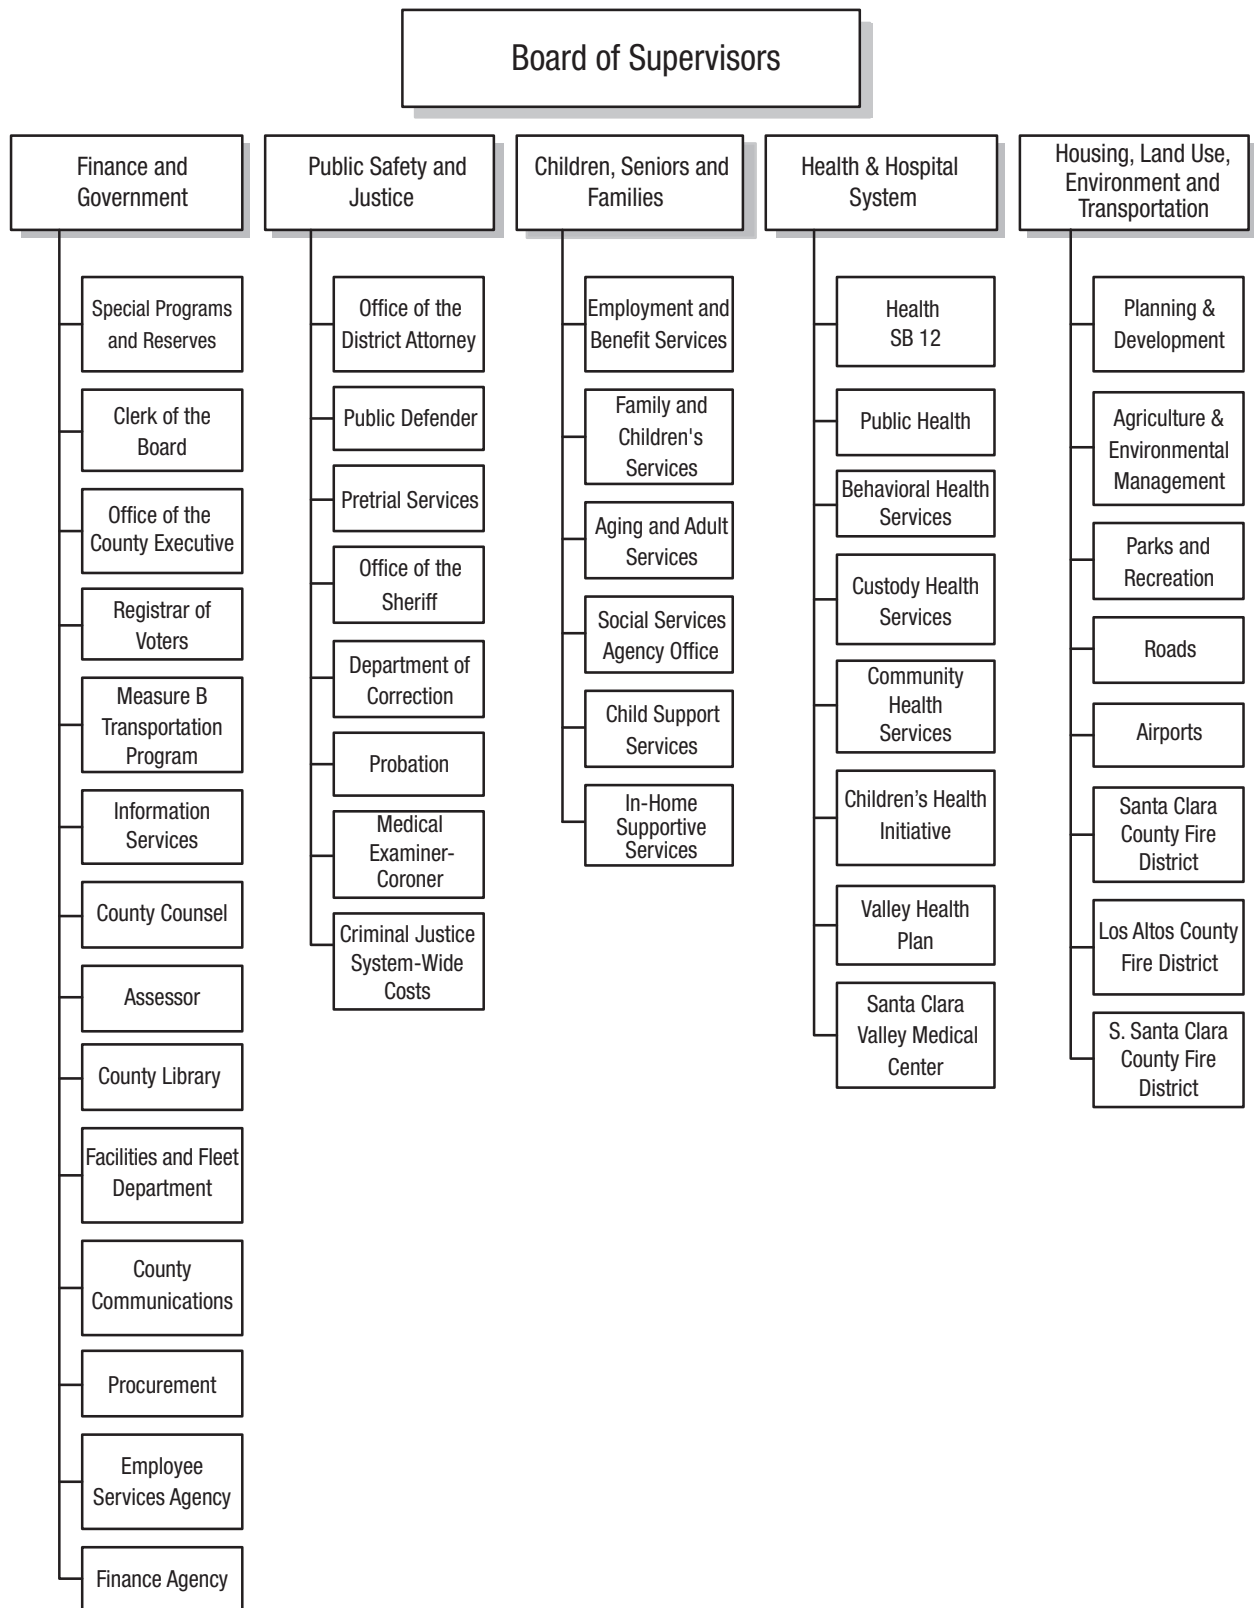 Board of Supervisors
Finance and
Government
Special Programs
and Reserves
Clerk of the
Board
Office of the
County Executive
Registrar of
Voters
Measure B
Transportation
Program
Information
Services
County Counsel
Assessor
County Library
Facilities and Fleet
Department
County
Communications
Procurement
Employee
Services Agency
Finance Agency
Public Safety and
Justice
Office of the
District Attorney
Public Defender
Pretrial Services
Office of the
Sheriff
Department of
Correction
Probation
Medical
Examiner-
Coroner
Criminal Justice
System-Wide
Costs
Children, Seniors and
Families
Employment and
Benefit Services
Family and
Children's
Services
Aging and Adult
Services
Social Services
Agency Office
Child Support
Services
In-Home
Supportive
Services
Health & Hospital
System
Health
SB 12
Public Health
Behavioral Health
Services
Custody Health
Services
Community
Health
Services
Children’s Health
Initiative
Valley Health
Plan
Santa Clara
Valley Medical
Center
Housing, Land Use,
Environment and
Transportation
Planning &
Development
Agriculture &
Environmental
Management
Parks and
Recreation
Roads
Airports
Santa Clara
County Fire
District
Los Altos County
Fire District
S. Santa Clara
County Fire
District